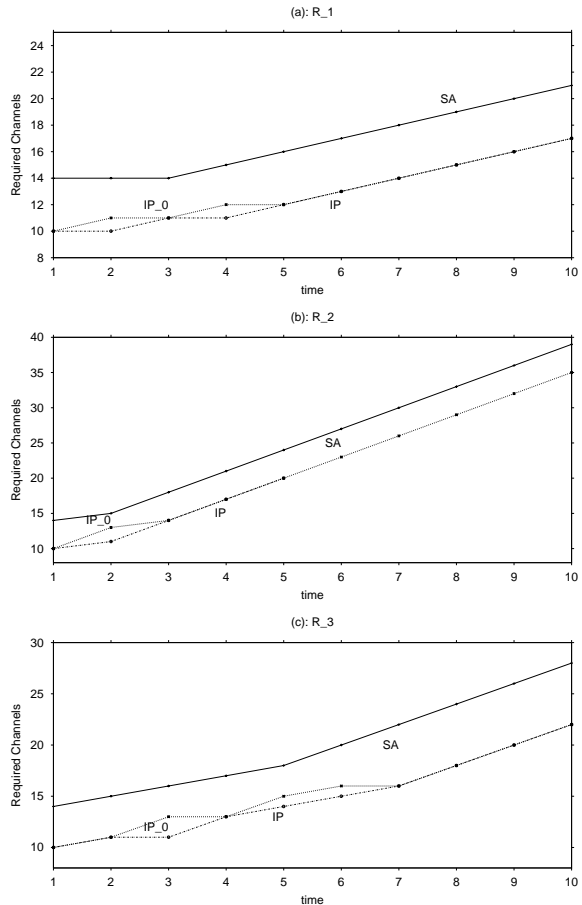 (a): R_1
Required Channels
24
22
20
18
16
14
12
10
8
SA
IP_0
IP
1 2 3 4 5 6 7 8 9 10
time
(b): R_2
Required Channels
40
35
30
25
20
15
10
SA
IP_0
IP
1 2 3 4 5 6 7 8 9 10
time
(c): R_3
Required Channels
30
25
20
15
10
SA
IP_0
IP
1 2 3 4 5 6 7 8 9 10
time